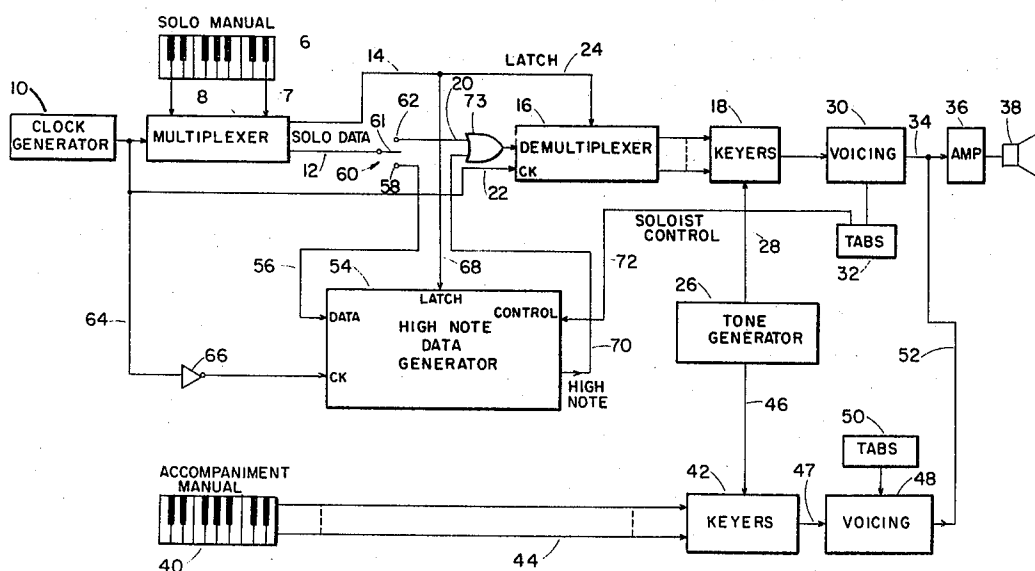 SOLO MANUAL
6
10
8
7
14
LATCH
24
CLOCK
GENERATOR
MULTIPLEXER
SOLO DATA
12
61
60
62
58
20
73
16
DEMULTIPLEXER
CK
22
18
KEYERS
30
VOICING
34
36
AMP
38
SOLOIST
CONTROL
28
TABS
32
56
54
68
72
LATCH
DATA
CONTROL
HIGH NOTE
DATA
GENERATOR
CK
70
HIGH
NOTE
26
TONE
GENERATOR
64
66
46
52
50
TABS
ACCOMPANIMENT
MANUAL
40
44
42
KEYERS
47
VOICING
48